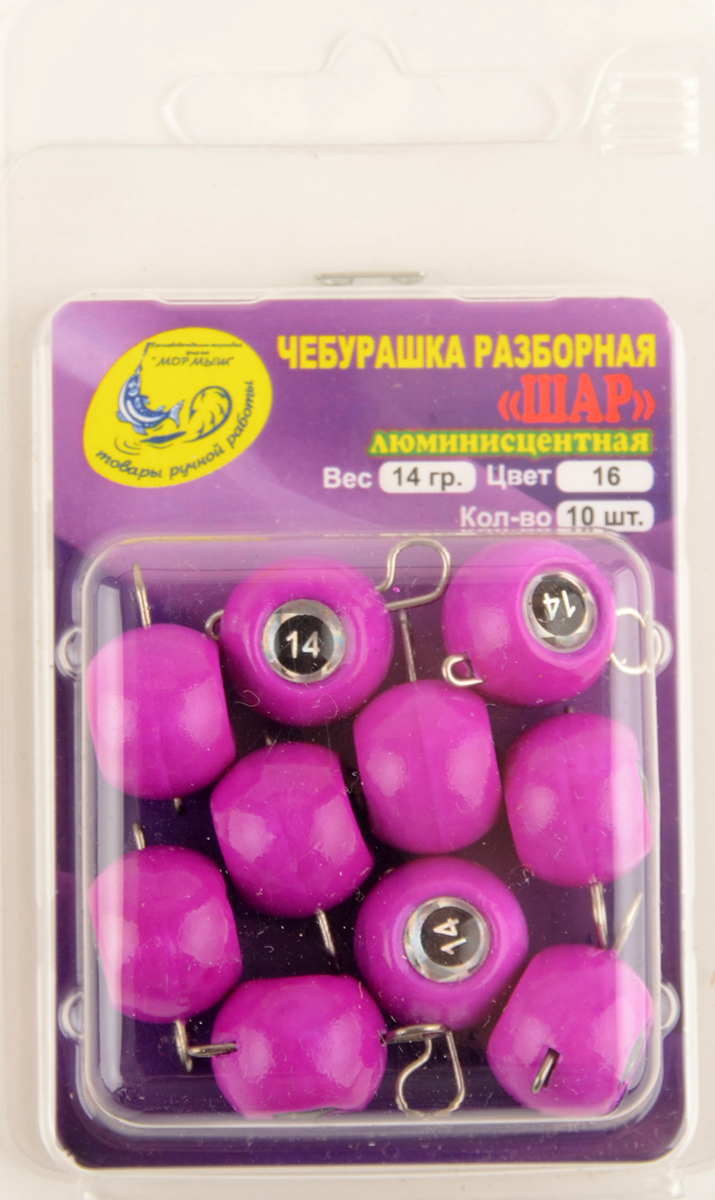 "МОРМЫШ"
товары ручной работы
ЧЕБУРАШКА РАЗБОРНАЯ
«ШАР»
люминисцентная
Вес 14 гр. Цвет 16
Кол-во 10 шт.
14
14
14